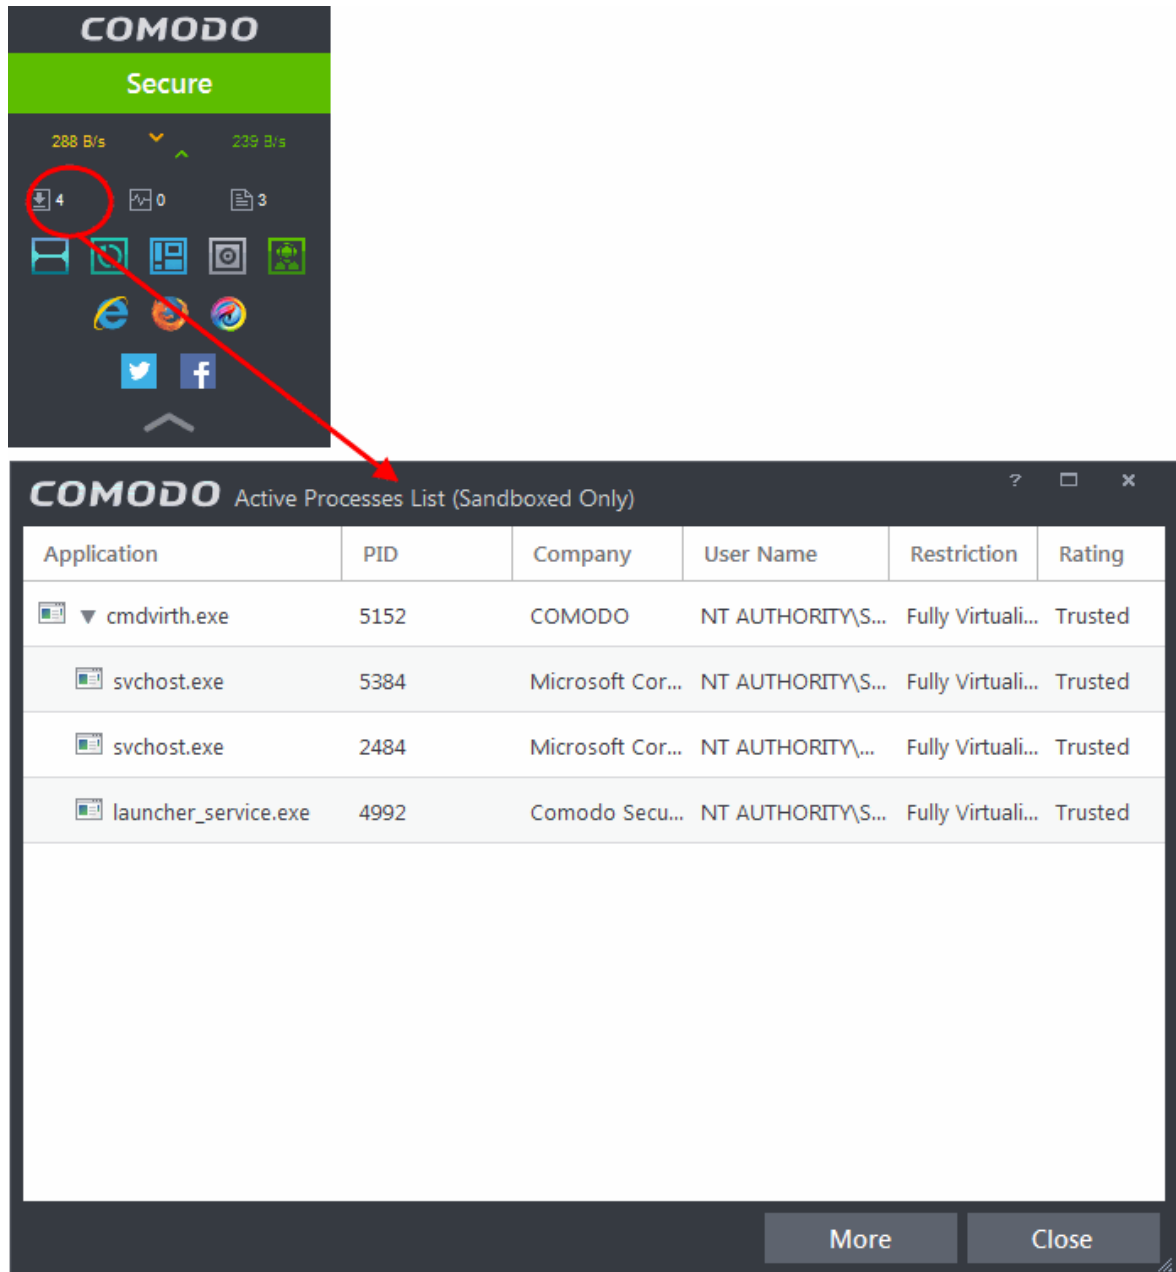 COMODO
Secure
288 B/s 239 B/s
4 0 3
COMODO Active Processes List (Sandboxed Only) ?
Application PID Company User Name Restriction Rating
cmdvirth.exe 5152 COMODO NT AUTHORITY\S... Fully Virtuali... Trusted
svchost.exe 5384 Microsoft Cor... NT AUTHORITY\S... Fully Virtuali... Trusted
svchost.exe 2484 Microsoft Cor... NT AUTHORITY\... Fully Virtuali... Trusted
launcher_service.exe 4992 Comodo Secu... NT AUTHORITY\S... Fully Virtuali... Trusted
More Close